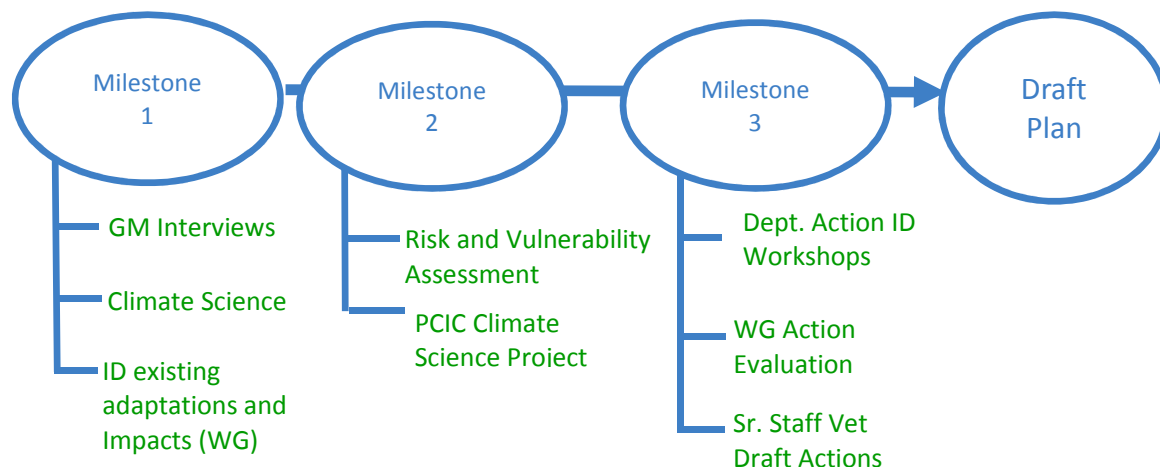 Milestone
1
Milestone
2
Milestone
3
Draft
Plan
GM Interviews
Climate Science
ID existing
adaptations and
Impacts (WG)
Risk and Vulnerability
Assessment
PCIC Climate
Science Project
Dept. Action ID
Workshops
WG Action
Evaluation
Sr. Staff Vet
Draft Actions